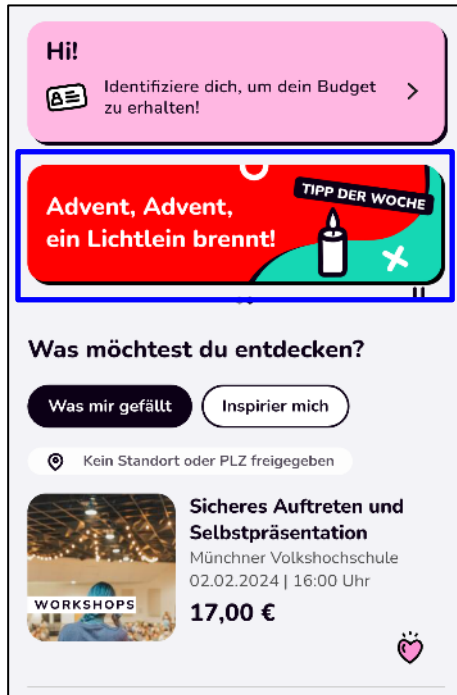 Hi!
Identifiziere dich, um dein Budget
zu erhalten!
TIPP DER WOCHE
Advent, Advent,
ein Lichtlein brennt!
Was möchtest du entdecken?
Was mir gefällt
Inspirier mich
Kein Standort oder PLZ freigegeben
Sicheres Auftreten und
Selbstpräsentation
Münchner Volkshochschule
02.02.2024 | 16:00 Uhr
17,00 €
WORKSHOPS